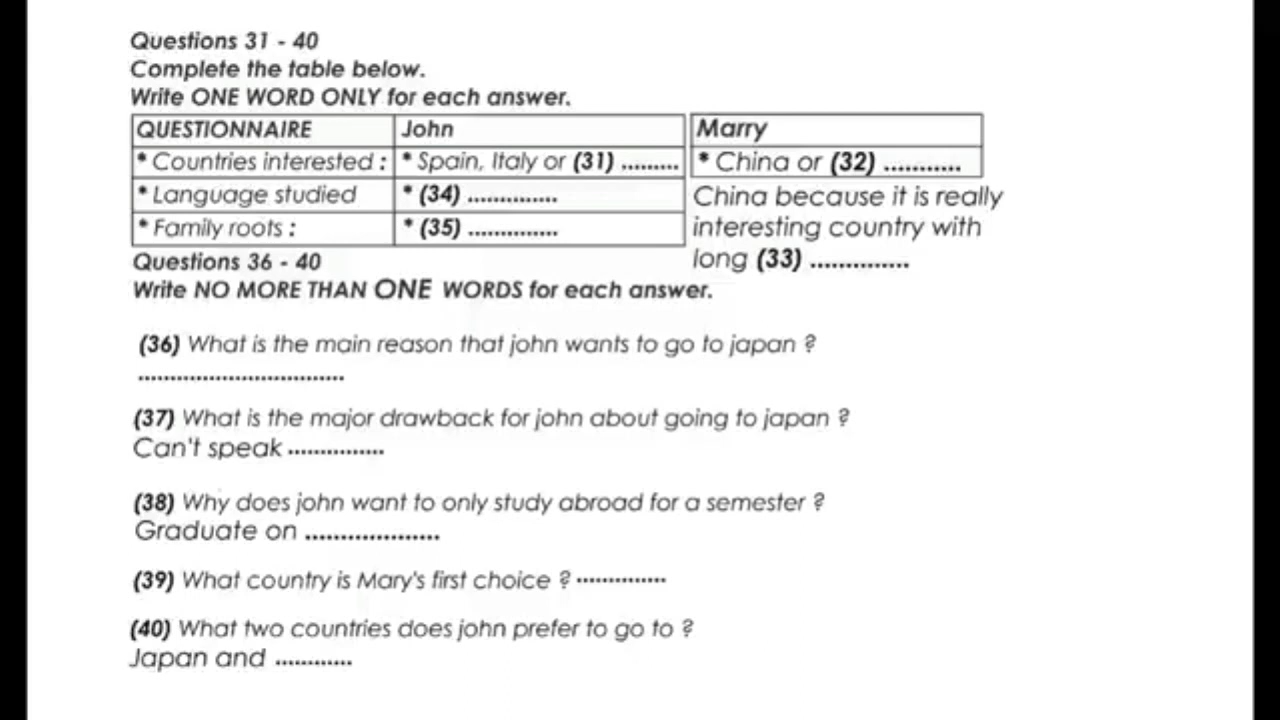 Questions 31 - 40
Complete the table below.
Write ONE WORD ONLY for each answer.
QUESTIONNAIRE John Marry
* Countries interested : * Spain, Italy or (31) ......... * China or (32) ...........
* Language studied * (34) ..............
* Family roots : * (35) ..............
China because it is really
interesting country with
long (33) ..............
Questions 36 - 40
Write NO MORE THAN ONE WORDS for each answer.
(36) What is the main reason that john wants to go to japan ?
................................
(37) What is the major drawback for john about going to japan ?
Can't speak ...............
(38) Why does john want to only study abroad for a semester ?
Graduate on ....................
(39) What country is Mary's first choice ? ..............
(40) What two countries does john prefer to go to ?
Japan and ............